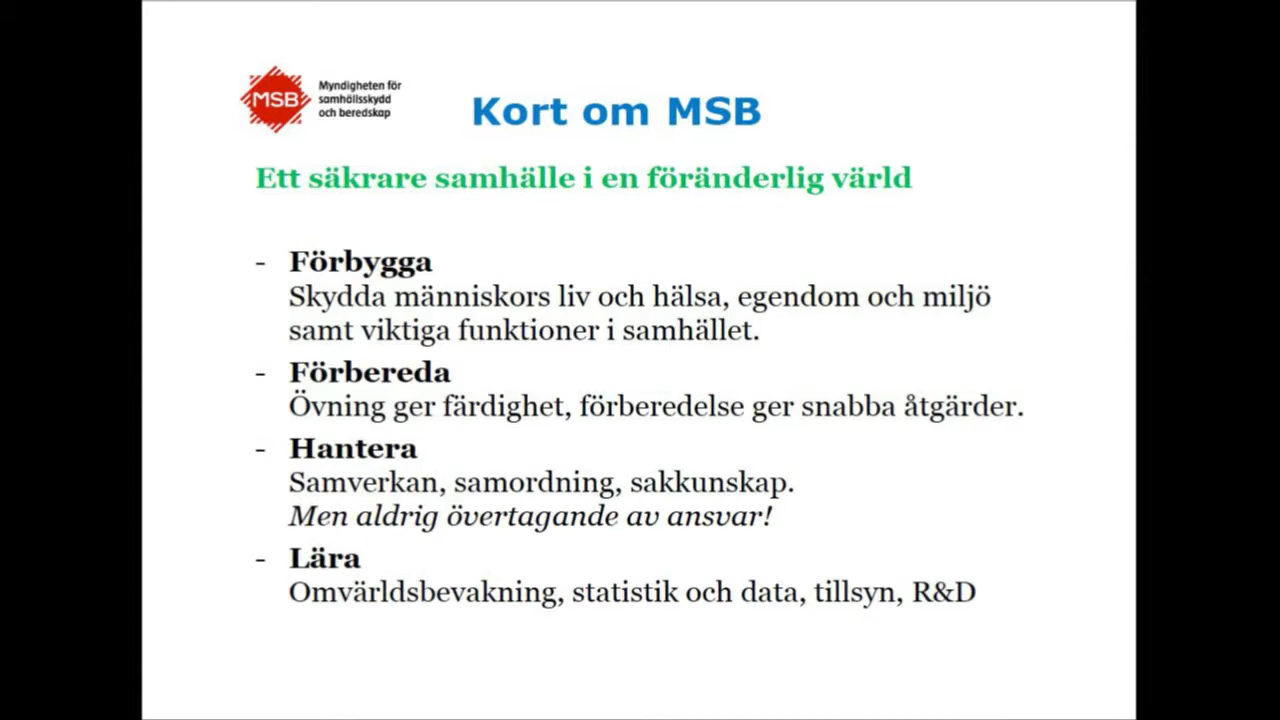 MSB
Myndigheten för
samhällsskydd
och beredskap
Kort om MSB
Ett säkrare samhälle i en föränderlig värld
- Förbygga
Skydda människors liv och hälsa, egendom och miljö
samt viktiga funktioner i samhället.
- Förbereda
Övning ger färdighet, förberedelse ger snabba åtgärder.
- Hantera
Samverkan, samordning, sakkunskap.
Men aldrig övertagande av ansvar!
- Lära
Omvärldsbevakning, statistik och data, tillsyn, R&D